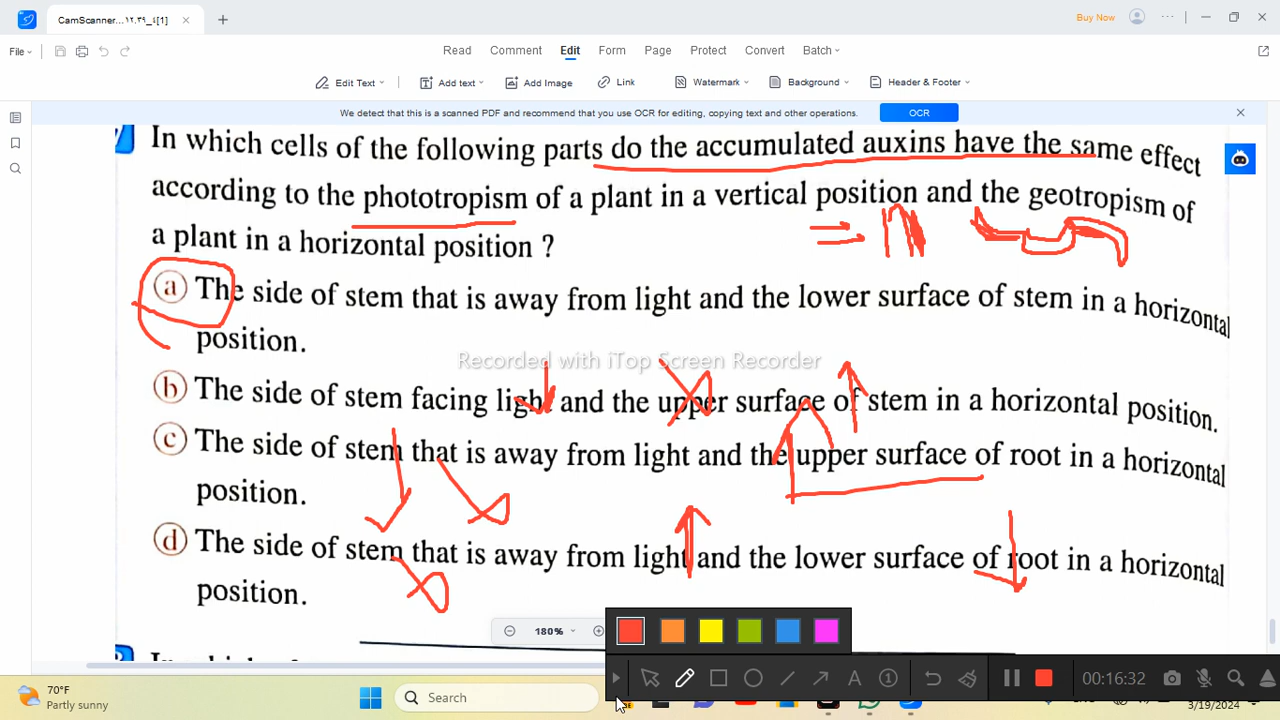 CamScanner...١٢,٣٩_٤[1]
Buy Now
File
Read Comment Edit Form Page Protect Convert Batch
Edit Text Add text Add Image Link Watermark Background Header & Footer
We detect that this is a scanned PDF and recommend that you use OCR for editing, copying text and other operations. OCR
In which cells of the following parts do the accumulated auxins have the same effect
according to the phototropism of a plant in a vertical position and the geotropism of
a plant in a horizontal position ?
a The side of stem that is away from light and the lower surface of stem in a horizontal
position.
Recorded with iTop Screen Recorder
b The side of stem facing light and the upper surface of stem in a horizontal position.
c The side of stem that is away from light and the upper surface of root in a horizontal
position.
d The side of stem that is away from light and the lower surface of root in a horizontal
position.
180%
70°F
Partly sunny
Search
00:16:32
3/19/2024